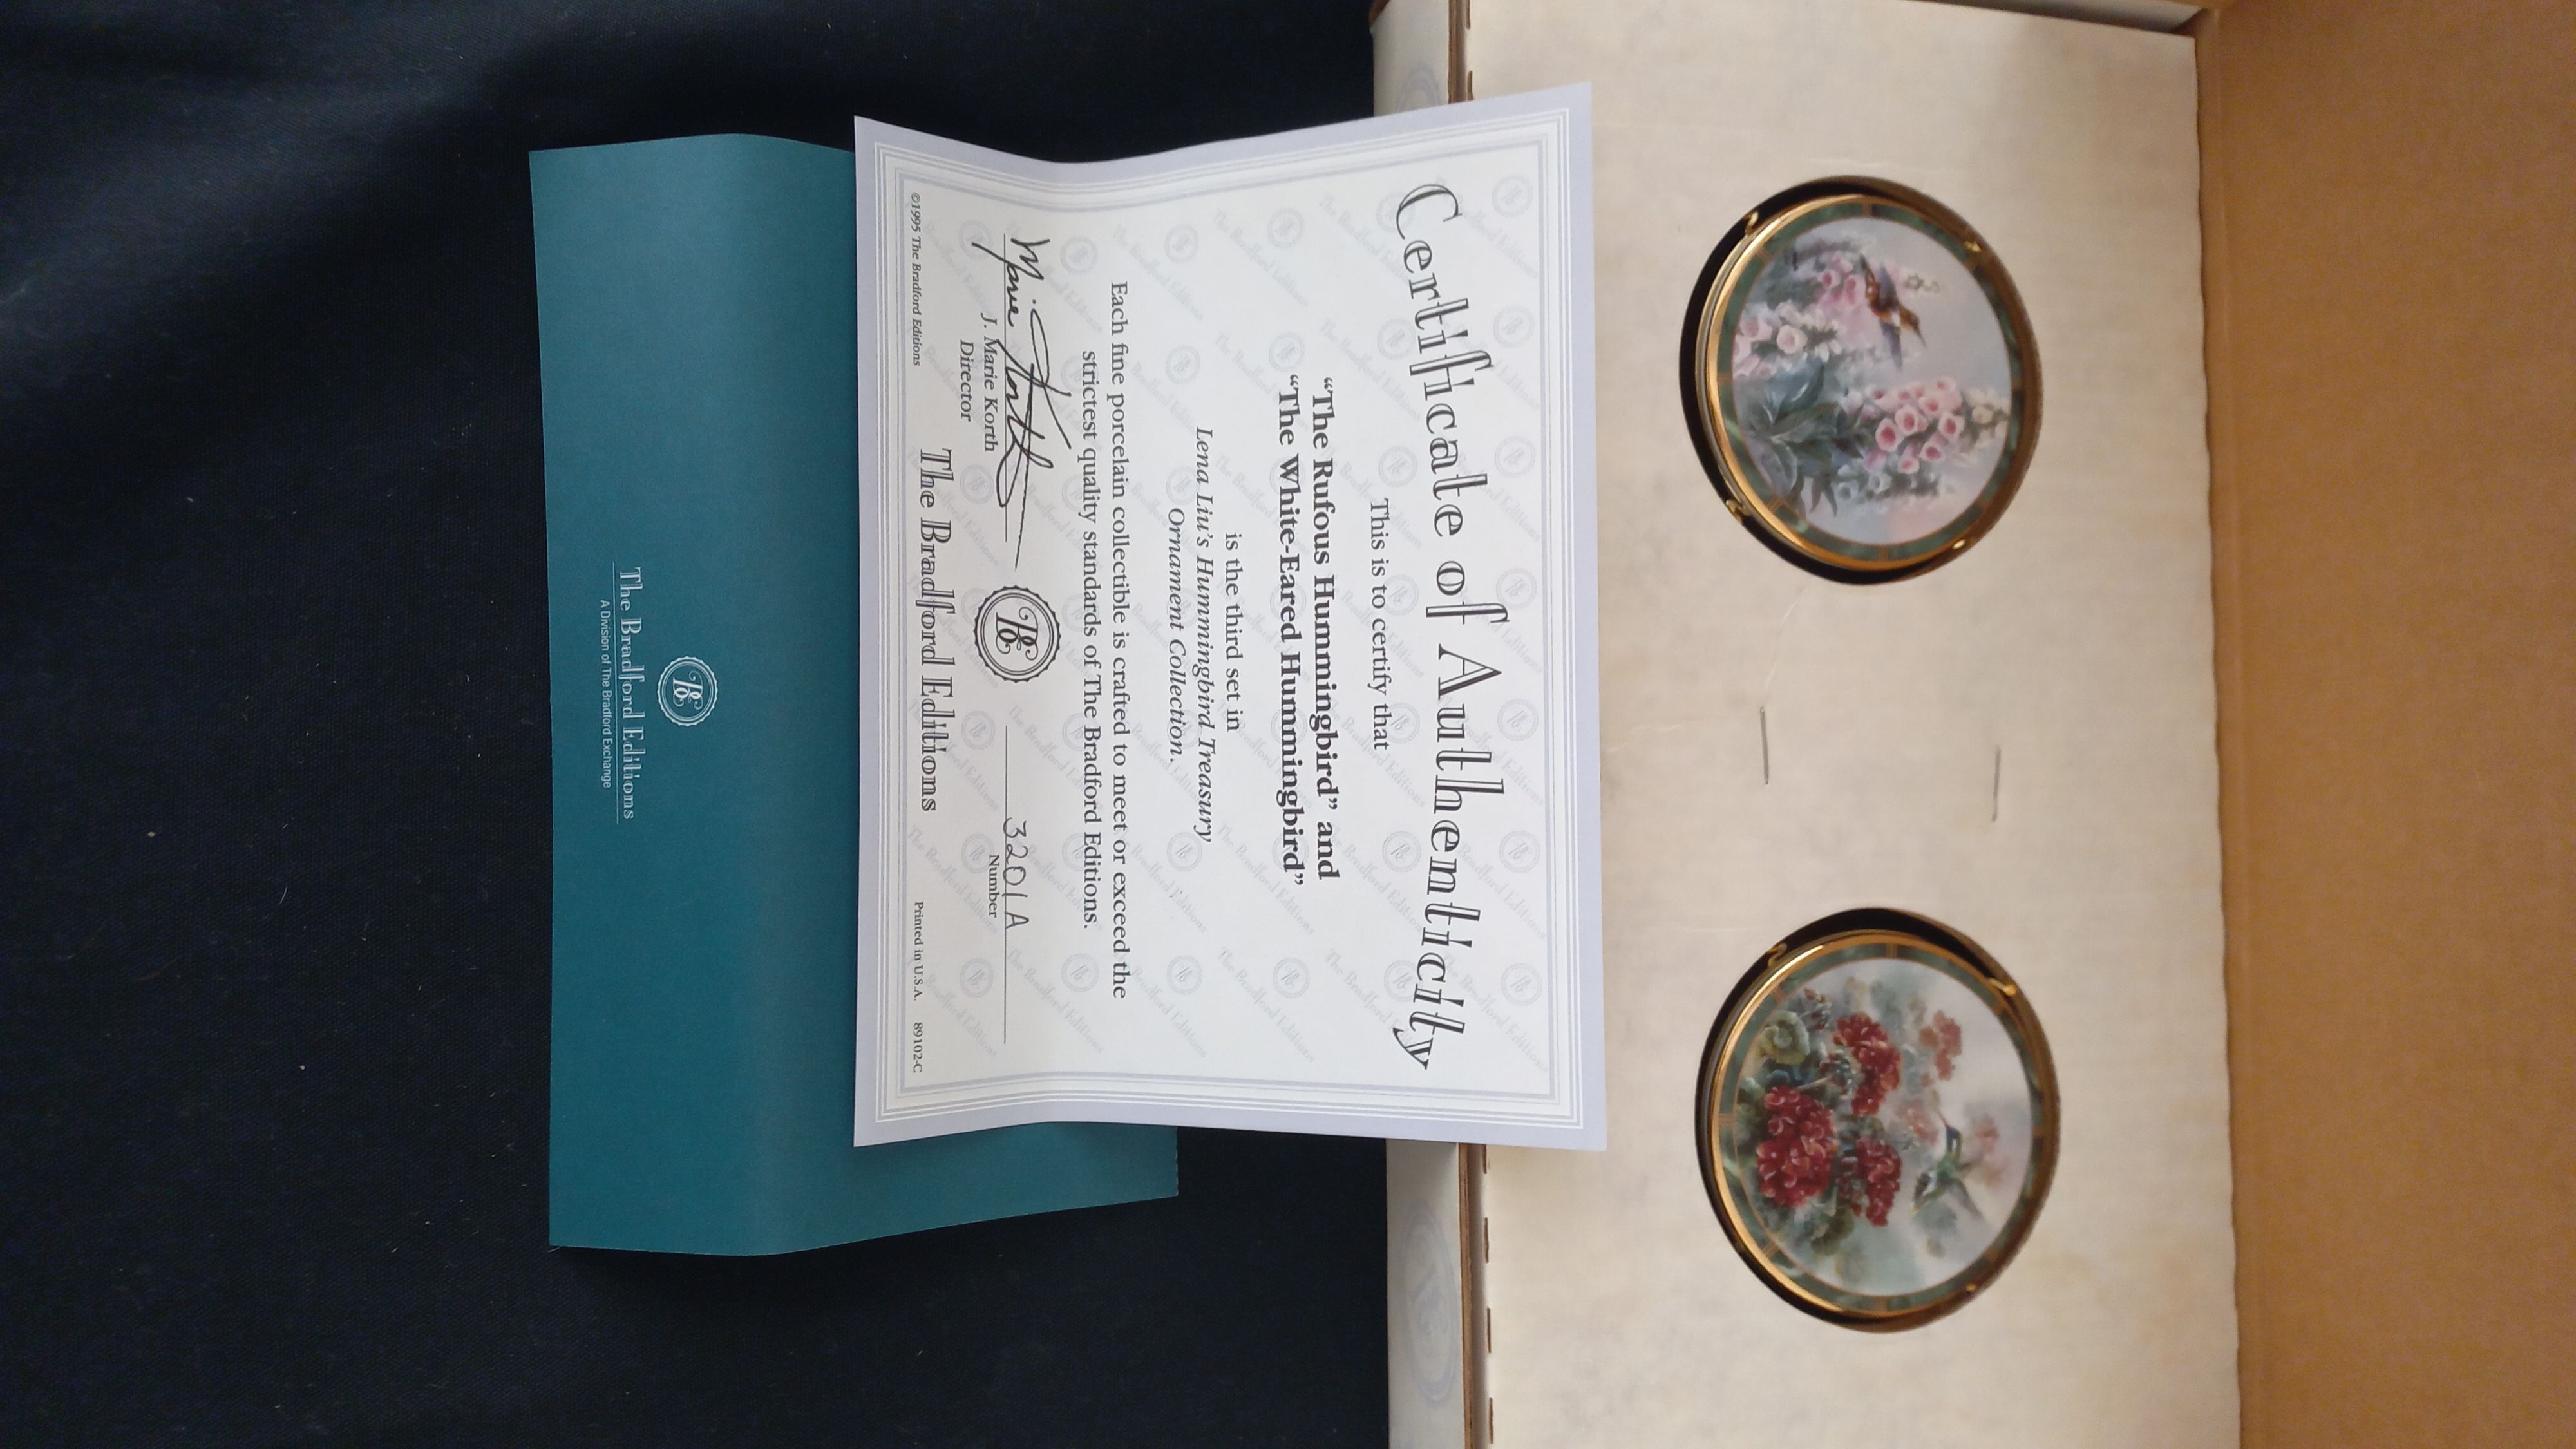 Certificate of Authenticity
This is to certify that
“The Rufous Hummingbird” and
“The White-Eared Hummingbird”
is the third set in
Lena Liu’s Hummingbird Treasury
Ornament Collection.
Each fine porcelain collectible is crafted to meet or exceed the
strictest quality standards of The Bradford Editions.
J. Marie Korth
Director
B
3201A
Number
The Bradford Editions
©1995 The Bradford Editions
Printed in U.S.A. 89102-C
B
The Bradford Editions
A Division of The Bradford Exchange